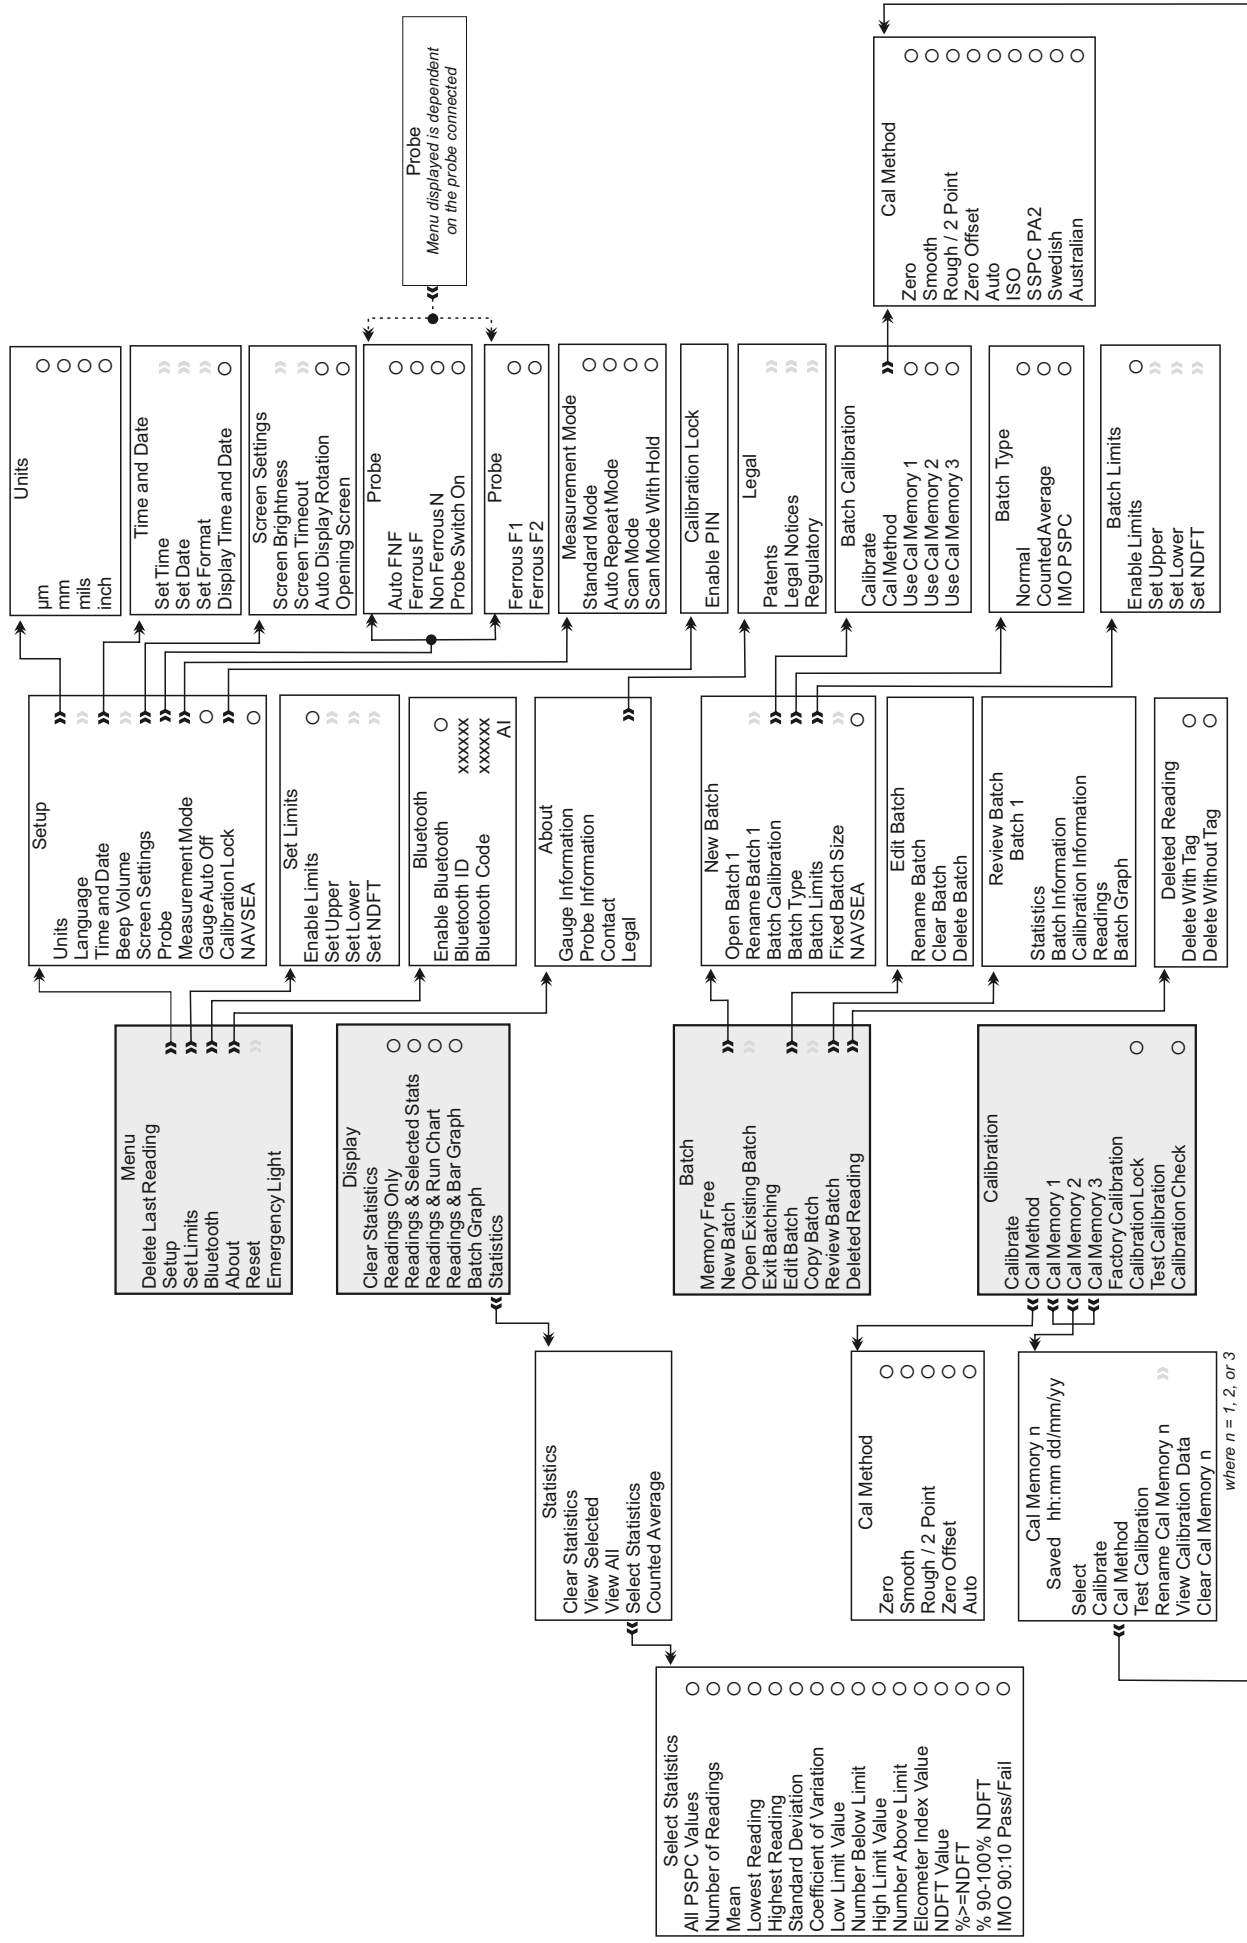 Probe
Menu displayed is dependent
on the probe connected
Units
µm
mm
mils
inch
Time and Date
Set Time
Set Date
Set Format
Display Time and Date
Screen Settings
Screen Brightness
Screen Timeout
Auto Display Rotation
Opening Screen
Probe
Auto FNF
Ferrous F
Non Ferrous N
Probe Switch On
Probe
Ferrous F1
Ferrous F2
Measurement Mode
Standard Mode
Auto Repeat Mode
Scan Mode
Scan Mode With Hold
Calibration Lock
Enable PIN
Legal
Patents
Legal Notices
Regulatory
Batch Calibration
Calibrate
Cal Method
Use Cal Memory 1
Use Cal Memory 2
Use Cal Memory 3
Batch Type
Normal
Counted Average
IMO PSPC
Batch Limits
Enable Limits
Set Upper
Set Lower
Set NDFT
Cal Method
Zero
Smooth
Rough / 2 Point
Zero Offset
Auto
ISO
SSPC PA2
Swedish
Australian
Setup
Units
Language
Time and Date
Beep Volume
Screen Settings
Probe
Measurement Mode
Gauge Auto Off
Calibration Lock
NAVSEA
Set Limits
Enable Limits
Set Upper
Set Lower
Set NDFT
Bluetooth
Enable Bluetooth
Bluetooth ID xxxxxx
Bluetooth Code xxxxxx
AI
About
Gauge Information
Probe Information
Contact
Legal
New Batch
Open Batch 1
Rename Batch 1
Batch Calibration
Batch Type
Batch Limits
Fixed Batch Size
NAVSEA
Edit Batch
Rename Batch
Clear Batch
Delete Batch
Review Batch
Batch 1
Statistics
Batch Information
Calibration Information
Readings
Batch Graph
Deleted Reading
Delete With Tag
Delete Without Tag
Menu
Delete Last Reading
Setup
Set Limits
Bluetooth
About
Reset
Emergency Light
Display
Clear Statistics
Readings Only
Readings & Selected Stats
Readings & Run Chart
Readings & Bar Graph
Batch Graph
Statistics
Batch
Memory Free
New Batch
Open Existing Batch
Exit Batching
Edit Batch
Copy Batch
Review Batch
Deleted Reading
Calibration
Calibrate
Cal Method
Cal Memory 1
Cal Memory 2
Cal Memory 3
Factory Calibration
Calibration Lock
Test Calibration
Calibration Check
Statistics
Clear Statistics
View Selected
View All
Select Statistics
Counted Average
Cal Method
Zero
Smooth
Rough / 2 Point
Zero Offset
Auto
Cal Memory n
Saved hh:mm dd/mm/yy
Select
Calibrate
Cal Method
Test Calibration
Rename Cal Memory n
View Calibration Data
Clear Cal Memory n
where n = 1, 2, or 3
Select Statistics
All PSPC Values
Number of Readings
Mean
Lowest Reading
Highest Reading
Standard Deviation
Coefficient of Variation
Low Limit Value
Number Below Limit
High Limit Value
Number Above Limit
Elcometer Index Value
NDFT Value
%>=NDFT
% 90-100% NDFT
IMO 90:10 Pass/Fail